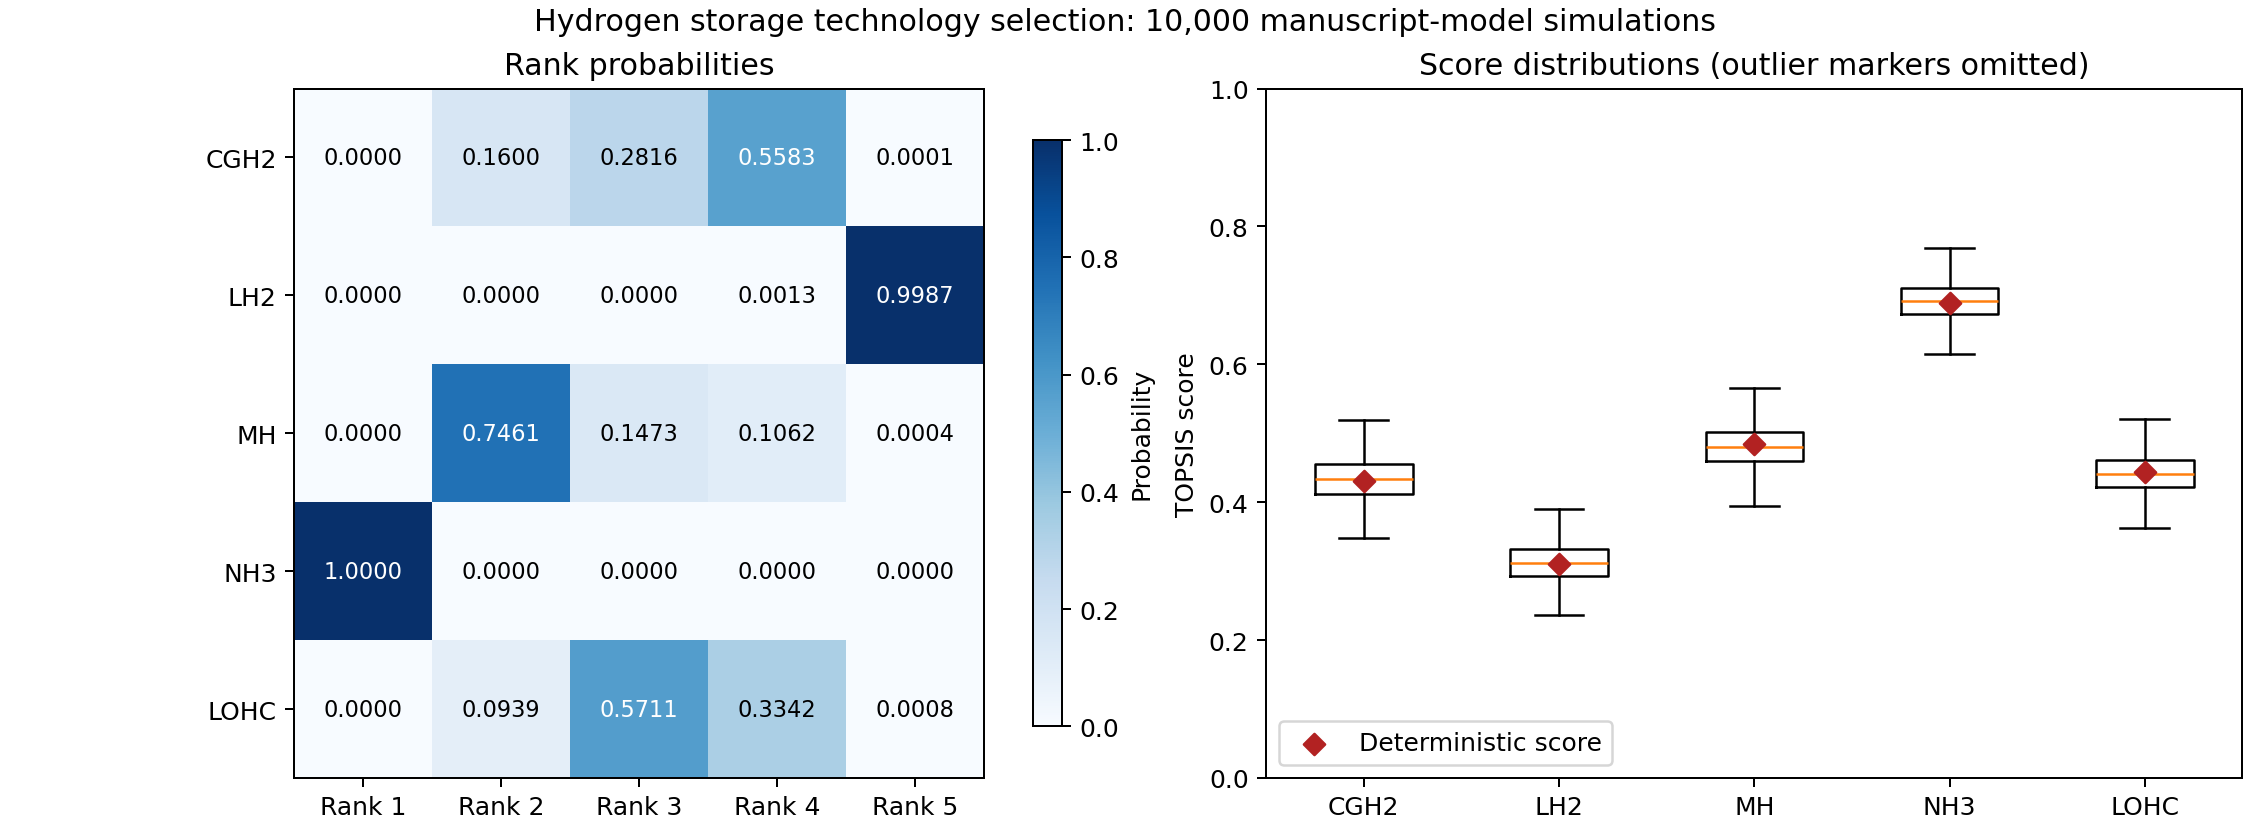 Hydrogen storage technology selection: 10,000 manuscript-model simulations
Rank probabilities
CGH2 0.0000 0.1600 0.2816 0.5583 0.0001
LH2 0.0000 0.0000 0.0000 0.0013 0.9987
MH 0.0000 0.7461 0.1473 0.1062 0.0004
NH3 1.0000 0.0000 0.0000 0.0000 0.0000
LOHC 0.0000 0.0939 0.5711 0.3342 0.0008
Rank 1 Rank 2 Rank 3 Rank 4 Rank 5
1.0
0.8
0.6
0.4
0.2
0.0
Probability
Score distributions (outlier markers omitted)
TOPSIS score
1.0
0.8
0.6
0.4
0.2
0.0
Deterministic score
CGH2 LH2 MH NH3 LOHC